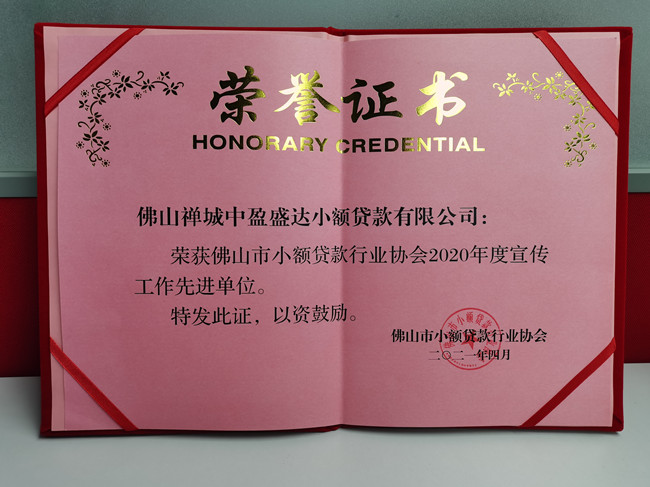 荣誉证书
HONORARY CREDENTIAL
佛山禅城中盈盛达小额贷款有限公司：
荣获佛山市小额贷款行业协会2020年度宣传
工作先进单位。
特发此证，以资鼓励。
佛山市小额贷款行业协会
二〇二一年四月